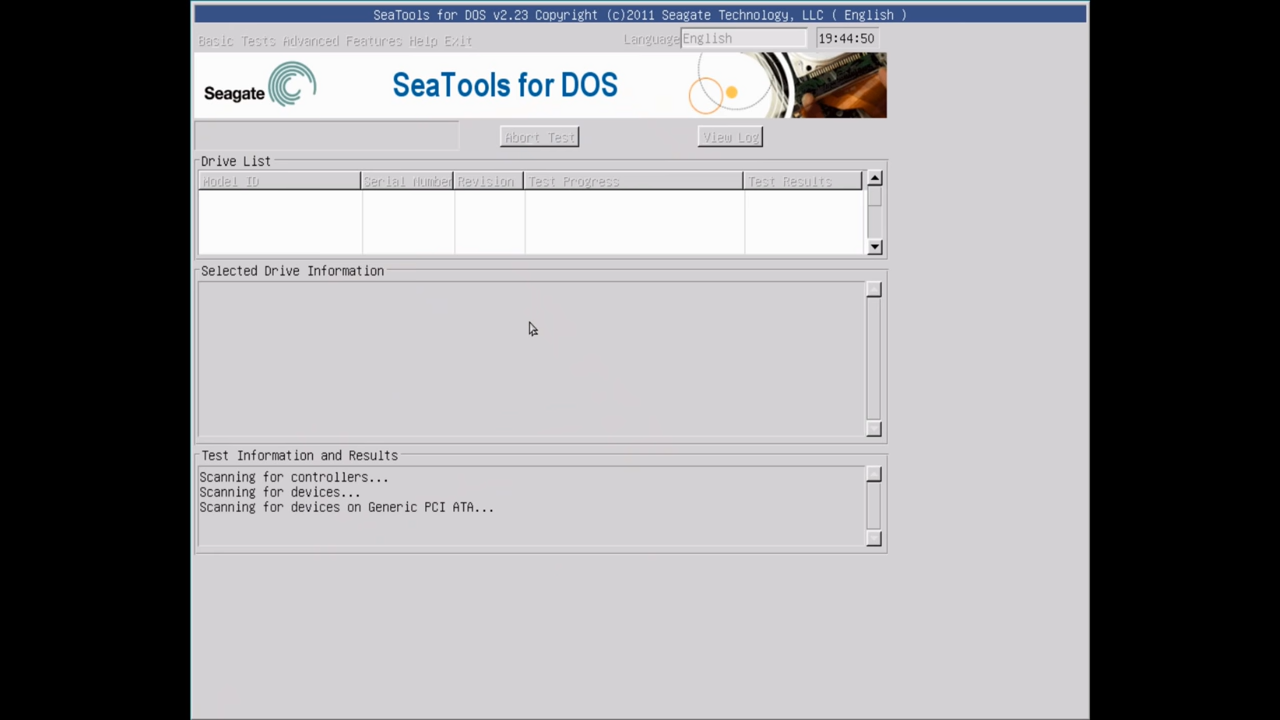 SeaTools for DOS v2.23 Copyright (c)2011 Seagate Technology, LLC ( English )
Basic Tests Advanced Features Help Exit Language English 19:44:50
Seagate SeaTools for DOS
Abort Test View Log
Drive List
Model ID Serial Number Revision Test Progress Test Results
Selected Drive Information
Test Information and Results
Scanning for controllers...
Scanning for devices...
Scanning for devices on Generic PCI ATA...